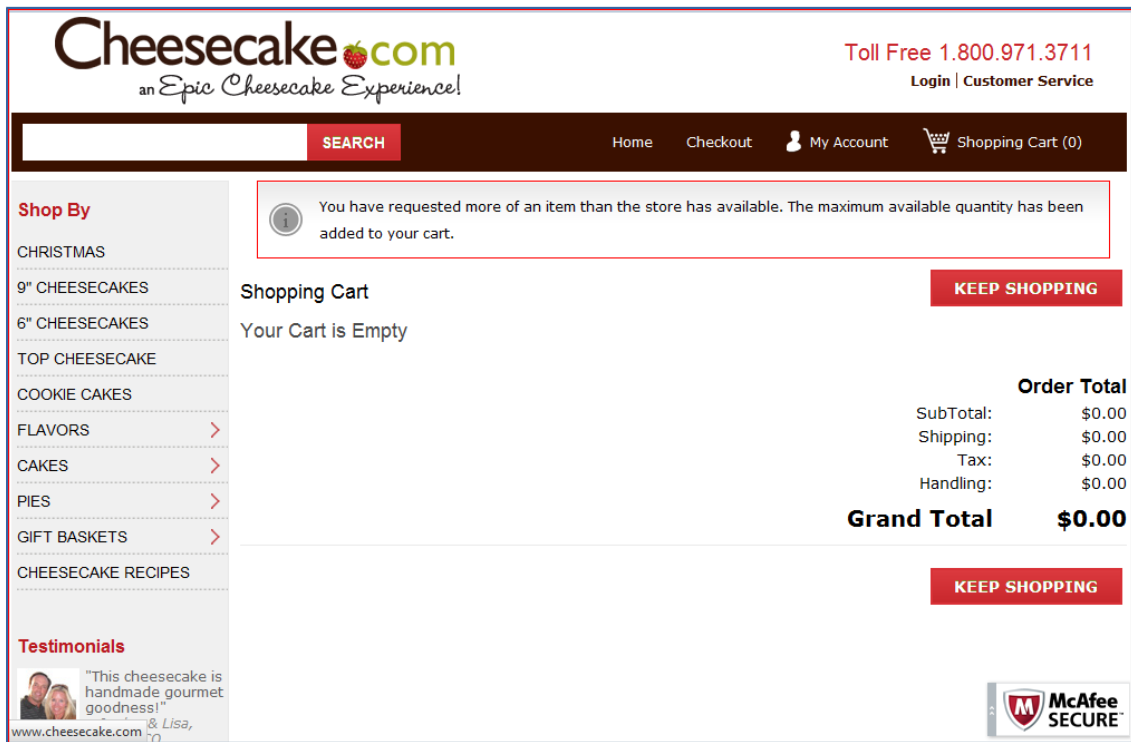 Cheesecake.com
an Epic Cheesecake Experience!
Toll Free 1.800.971.3711
Login | Customer Service
SEARCH
Home Checkout My Account Shopping Cart (0)
Shop By
CHRISTMAS
9" CHEESECAKES
6" CHEESECAKES
TOP CHEESECAKE
COOKIE CAKES
FLAVORS
CAKES
PIES
GIFT BASKETS
CHEESECAKE RECIPES
Testimonials
"This cheesecake is
handmade gourmet
goodness!"
& Lisa,
www.cheesecake.com
You have requested more of an item than the store has available. The maximum available quantity has been
added to your cart.
Shopping Cart
KEEP SHOPPING
Your Cart is Empty
Order Total
SubTotal: $0.00
Shipping: $0.00
Tax: $0.00
Handling: $0.00
Grand Total $0.00
KEEP SHOPPING
McAfee
SECURE™